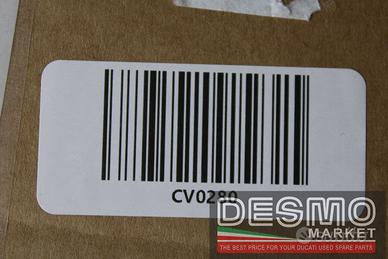 CV0280
DESMO
MARKET
THE BEST PRICE FOR YOUR DUCATI USED SPARE PARTS